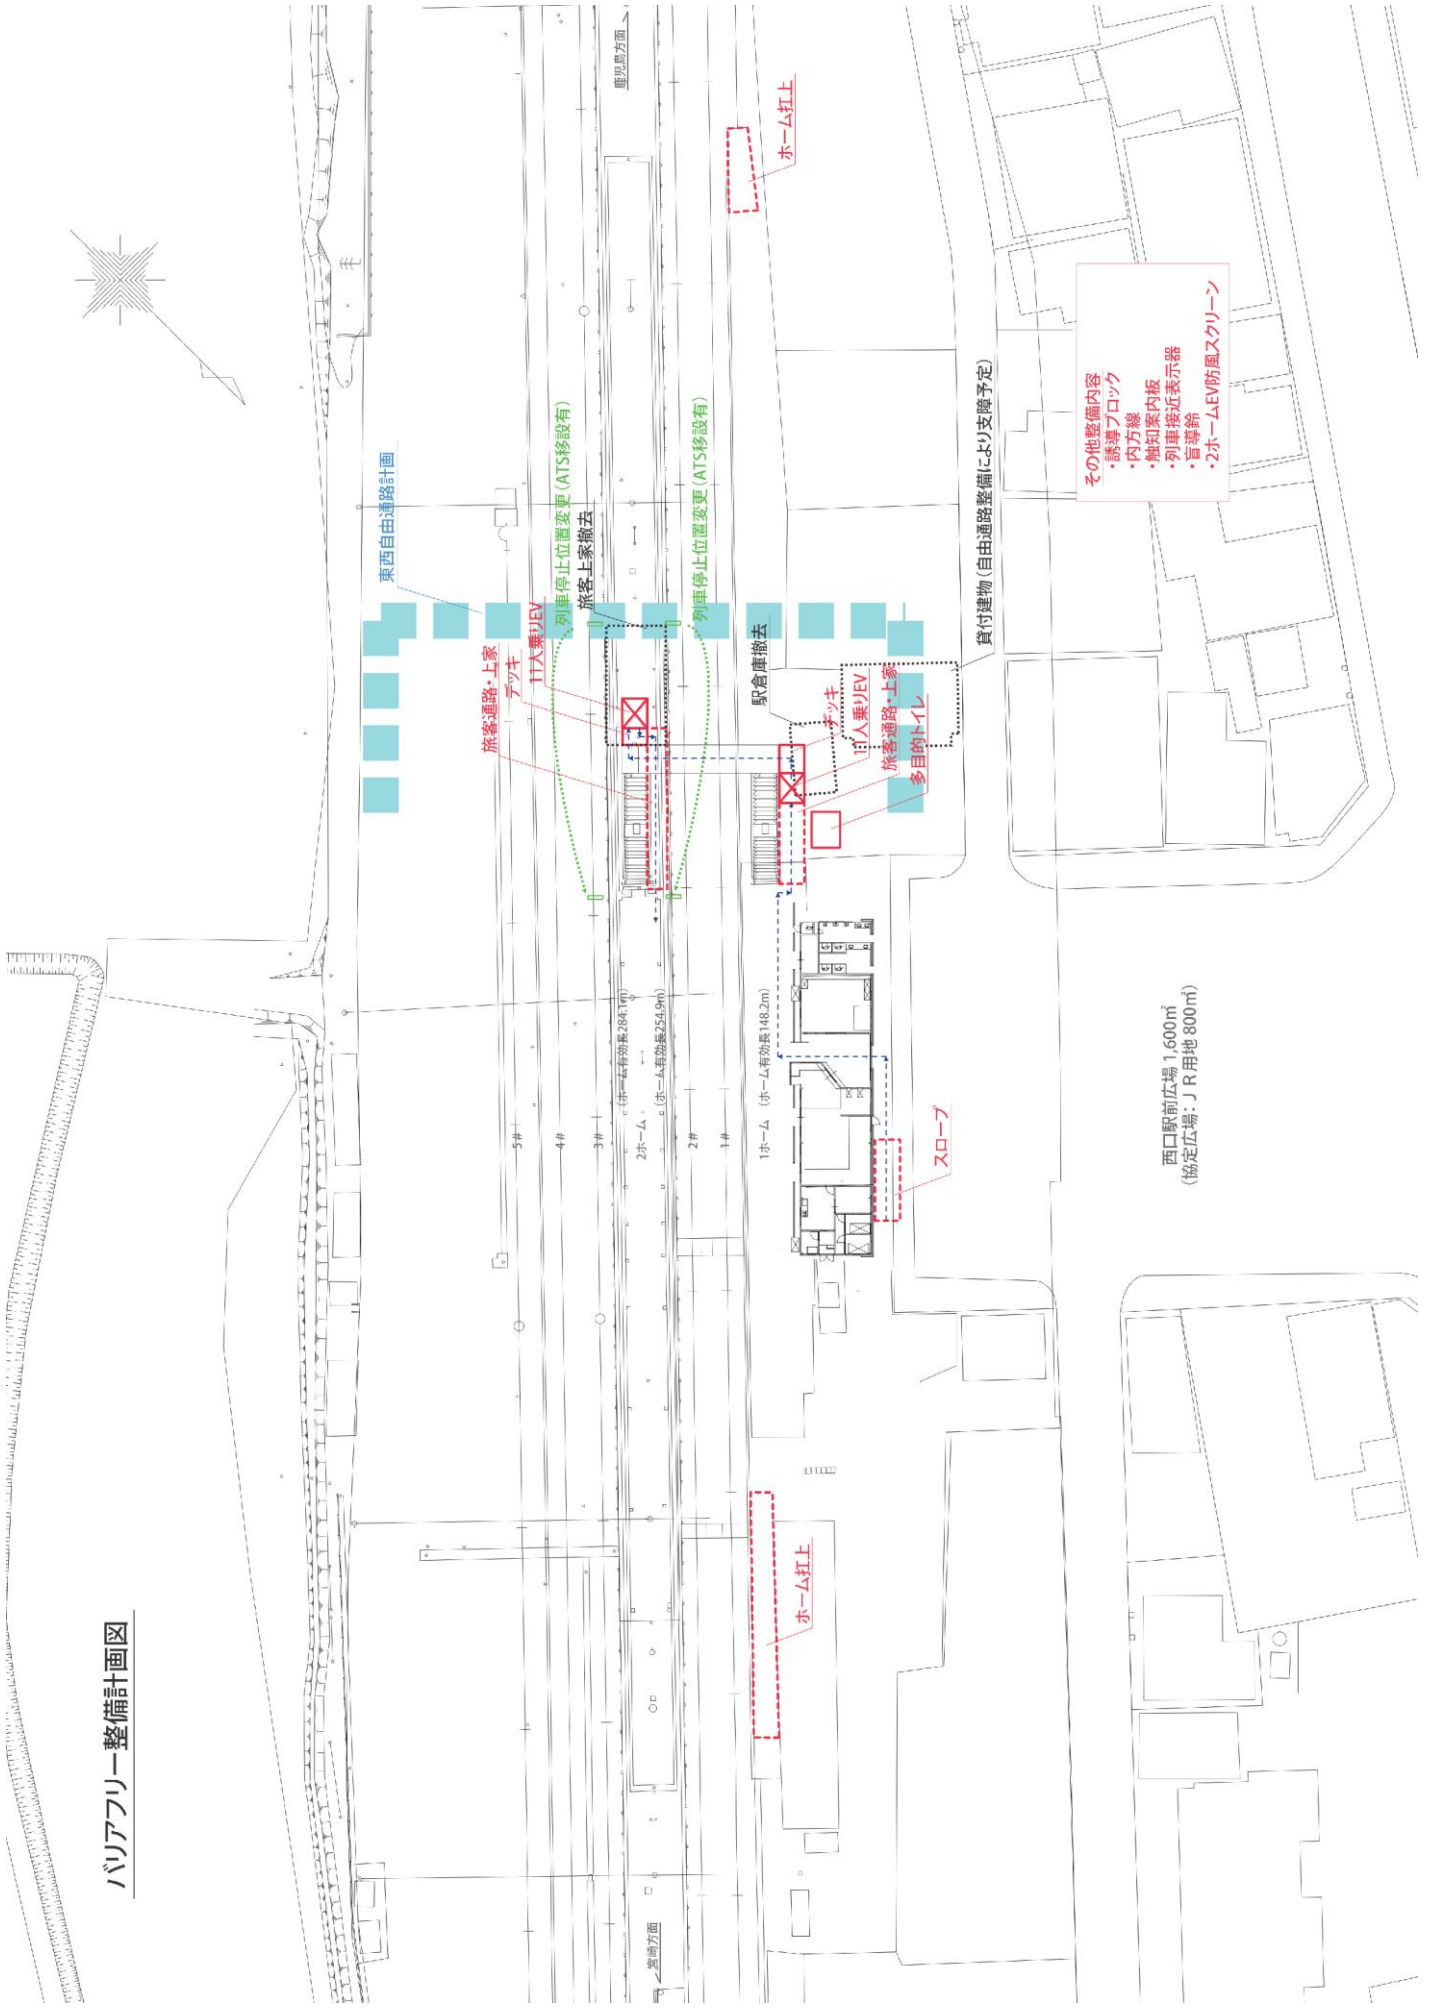 バリアフリー整備計画図
宮崎方面
鹿児島方面
東西自由通路計画
列車停止位置変更(ATS移設有)
旅客上家撤去
列車停止位置変更(ATS移設有)
旅客通路・上家
デッキ
11人乗りEV
駅倉庫撤去
デッキ
11人乗りEV
旅客通路・上家
多目的トイレ
貸付建物(自由通路整備により支障予定)
ホーム扛上
ホーム扛上
スロープ
5#
4#
3#
(ホーム有効長284.1m)
2ホーム
(ホーム有効長254.9m)
2#
1#
1ホーム (ホーム有効長148.2m)
西口駅前広場 1,600㎡
(協定広場:JR用地 800㎡)
その他整備内容
・誘導ブロック
・内方線
・触知案内板
・列車接近表示器
・盲導鈴
・2ホームEV防風スクリーン